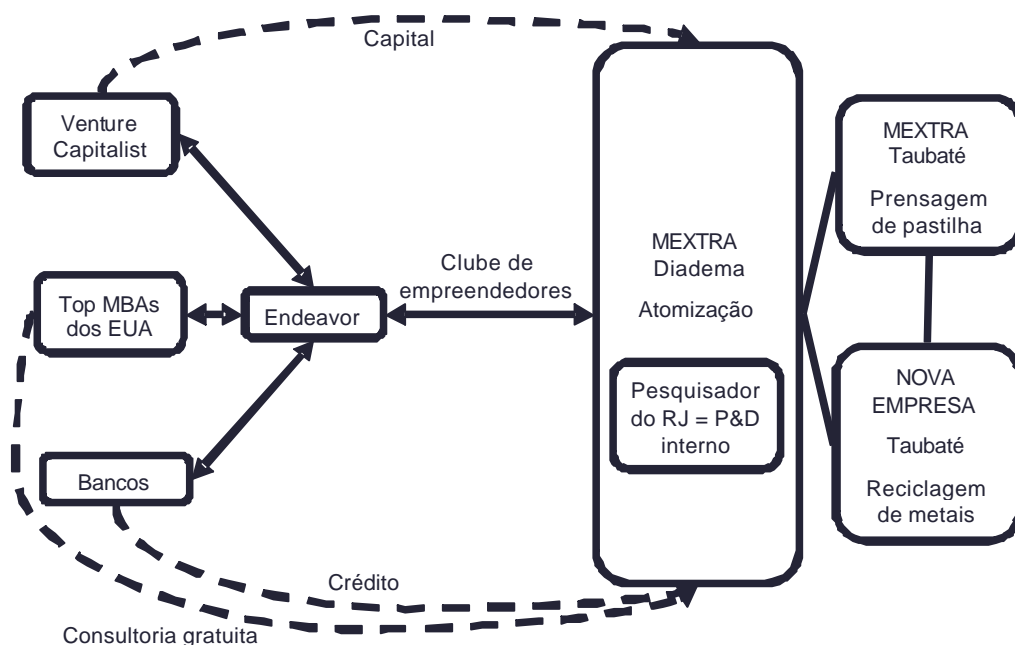 Capital
Venture
Capitalist
Top MBAs
dos EUA
Endeavor
Bancos
Clube de
empreendedores
MEXTRA
Diadema
Atomização
Pesquisador
do RJ = P&D
interno
MEXTRA
Taubaté
Prensagem
de pastilha
NOVA
EMPRESA
Taubaté
Reciclagem
de metais
Crédito
Consultoria gratuita